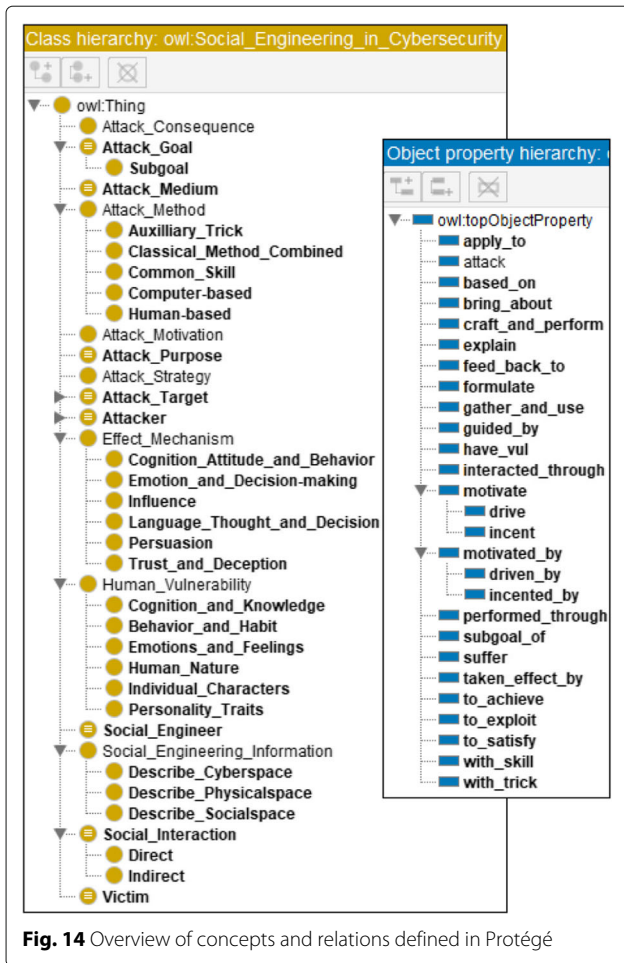 Class hierarchy: owl:Social_Engineering_in_Cybersecurity
owl:Thing
Attack_Consequence
Attack_Goal
Subgoal
Attack_Medium
Attack_Method
Auxilliary_Trick
Classical_Method_Combined
Common_Skill
Computer-based
Human-based
Attack_Motivation
Attack_Purpose
Attack_Strategy
Attack_Target
Attacker
Effect_Mechanism
Cognition_Attitude_and_Behavior
Emotion_and_Decision-making
Influence
Language_Thought_and_Decision
Persuasion
Trust_and_Deception
Human_Vulnerability
Cognition_and_Knowledge
Behavior_and_Habit
Emotions_and_Feelings
Human_Nature
Individual_Characters
Personality_Traits
Social_Engineer
Social_Engineering_Information
Describe_Cyberspace
Describe_Physicalspace
Describe_Socialspace
Social_Interaction
Direct
Indirect
Victim
Object property hierarchy:
owl:topObjectProperty
apply_to
attack
based_on
bring_about
craft_and_perform
explain
feed_back_to
formulate
gather_and_use
guided_by
have_vul
interacted_through
motivate
drive
incent
motivated_by
driven_by
incented_by
performed_through
subgoal_of
suffer
taken_effect_by
to_achieve
to_exploit
to_satisfy
with_skill
with_trick
Fig. 14 Overview of concepts and relations defined in Protégé